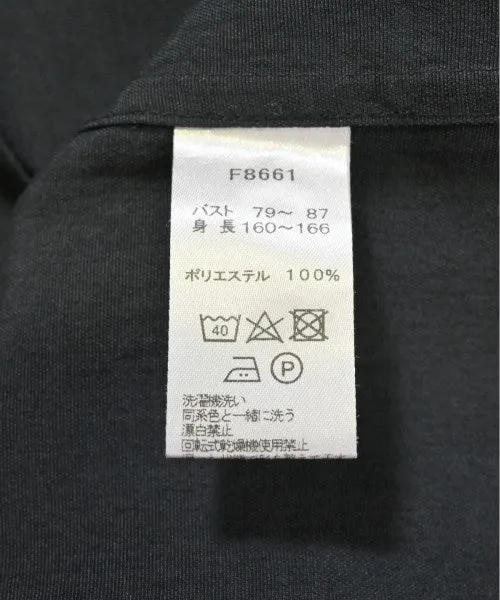 F8661
バスト 79〜 87
身 長 160〜166
ポリエステル 100%
40
P
洗濯機洗い
同系色と一緒に洗う
漂白禁止
回転式乾燥機使用禁止